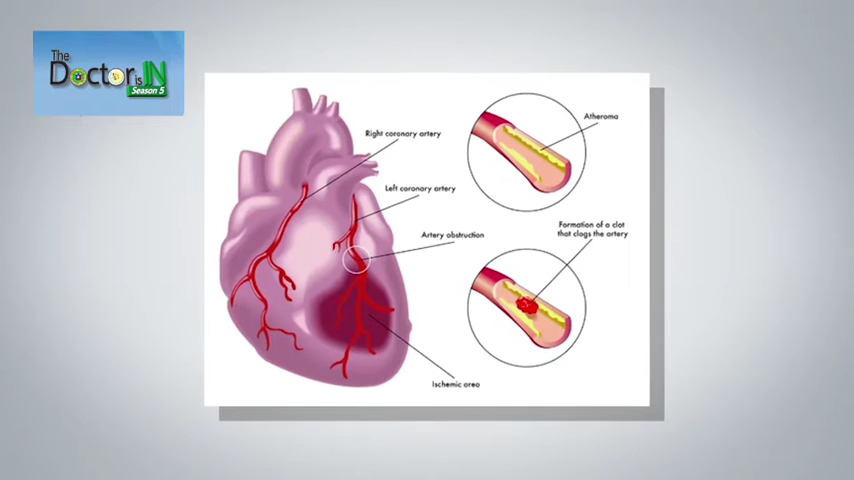 The
Doctor is IN
Season 5
Right coronary artery
Left coronary artery
Artery obstruction
Ischemic area
Atheroma
Formation of a clot
that clogs the artery